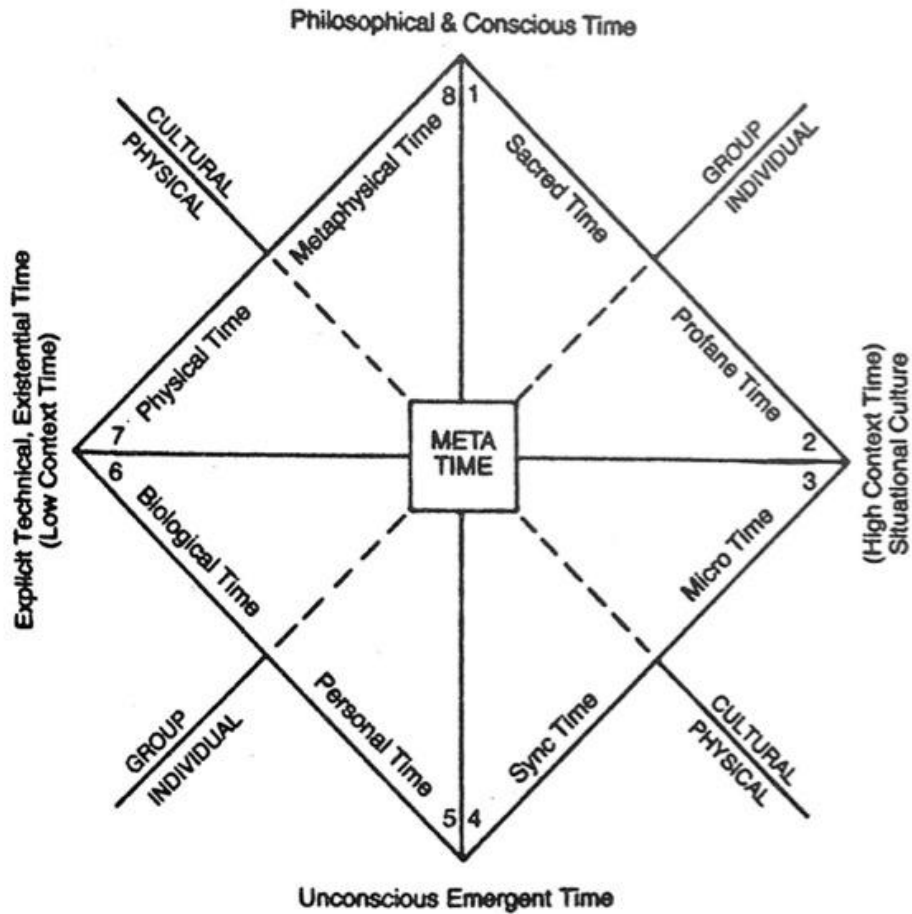 Philosophical & Conscious Time
8 1
CULTURAL
PHYSICAL
Metaphysical Time
Sacred Time
GROUP
INDIVIDUAL
Explicit Technical, Existential Time
(Low Context Time)
Physical Time
Profane Time
(High Context Time)
Situational Culture
7
2
META
TIME
6
3
Biological Time
Micro Time
GROUP
INDIVIDUAL
Personal Time
Sync Time
CULTURAL
PHYSICAL
5 4
Unconscious Emergent Time